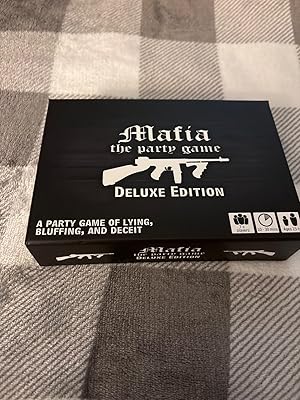 Mafia
the party game
DELUXE EDITION
A PARTY GAME OF LYING,
BLUFFING, AND DECEIT
Mafia
the party game
DELUXE EDITION